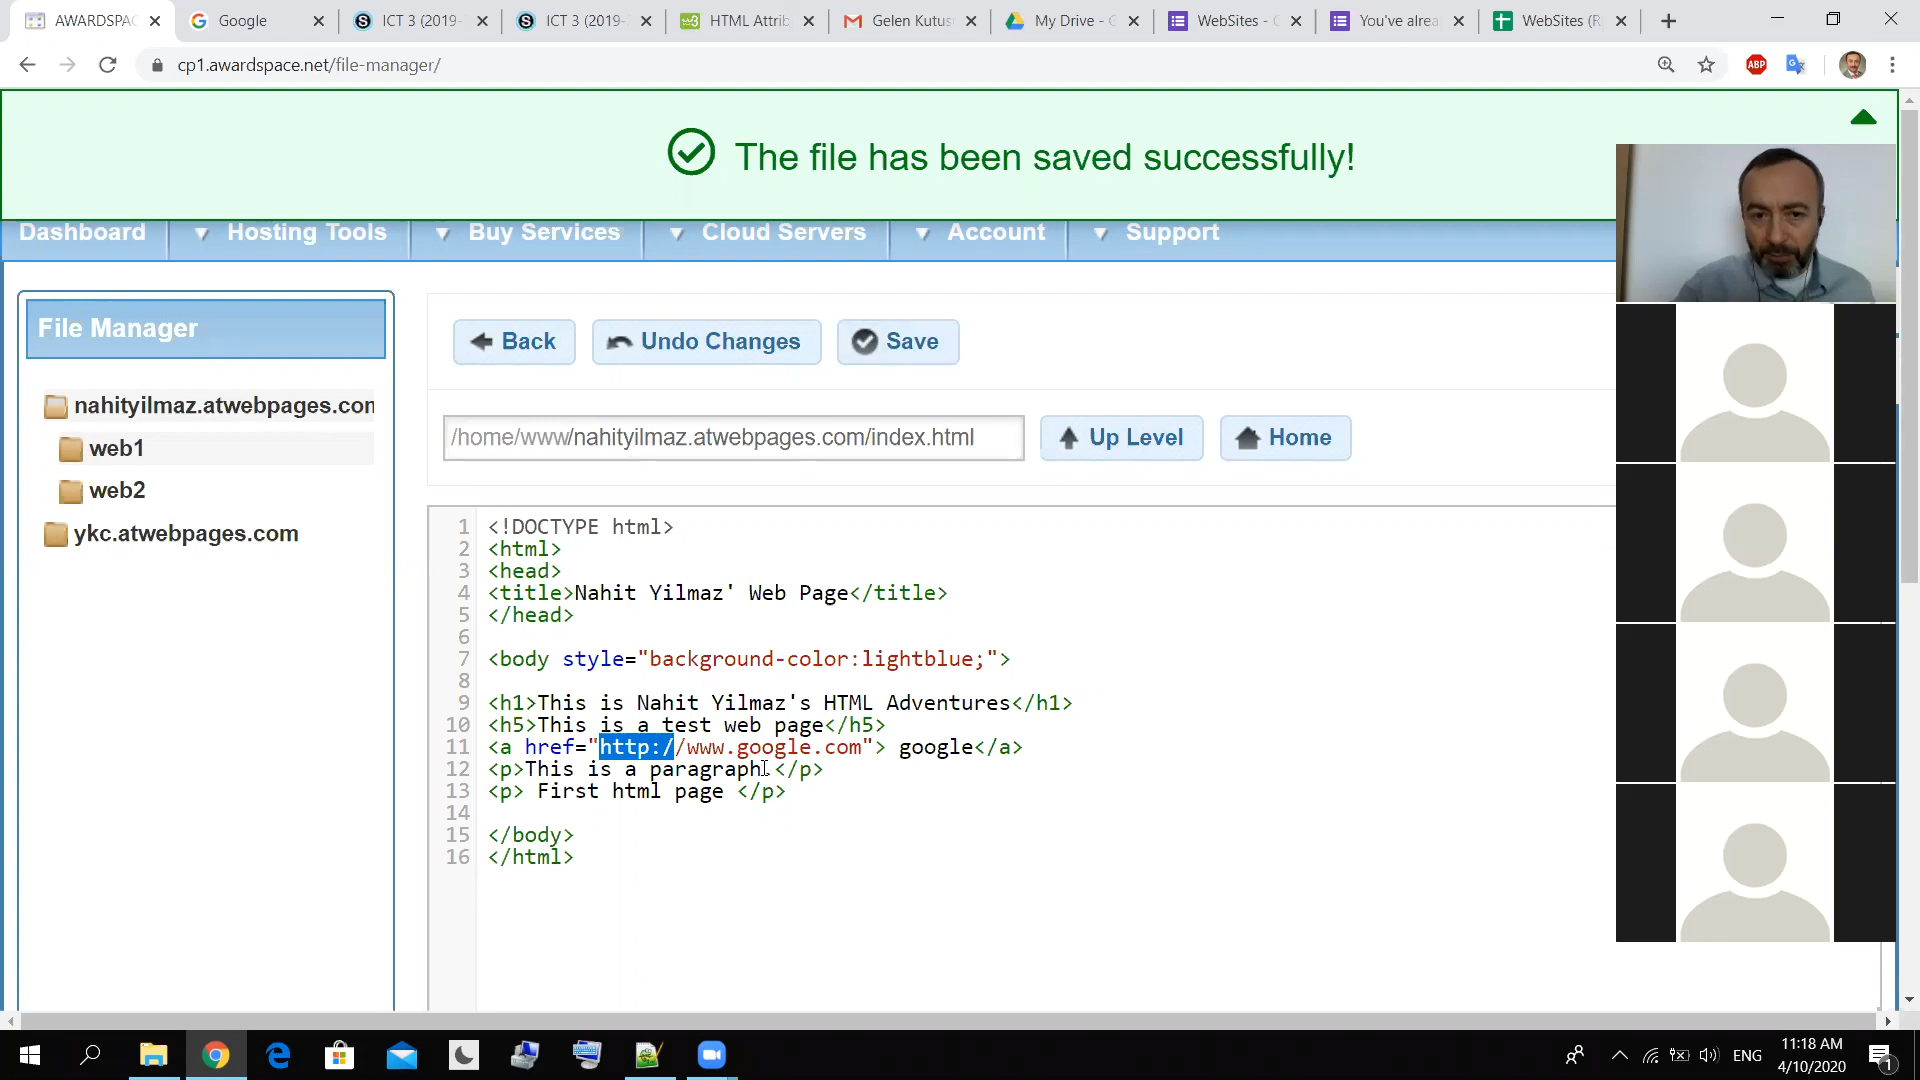 AWARDSPAC
Google
ICT 3 (2019-
ICT 3 (2019-
HTML Attrib
Gelen Kutus
My Drive - G
WebSites - G
You've alrea
WebSites (R
cp1.awardspace.net/file-manager/
ABP
The file has been saved successfully!
Dashboard
Hosting Tools
Buy Services
Cloud Servers
Account
Support
File Manager
nahityilmaz.atwebpages.com
web1
web2
ykc.atwebpages.com
Back
Undo Changes
Save
/home/www/nahityilmaz.atwebpages.com/index.html
Up Level
Home
1 <!DOCTYPE html>
2 <html>
3 <head>
4 <title>Nahit Yilmaz' Web Page</title>
5 </head>
6
7 <body style="background-color:lightblue;">
8
9 <h1>This is Nahit Yilmaz's HTML Adventures</h1>
10 <h5>This is a test web page</h5>
11 <a href="http://www.google.com"> google</a>
12 <p>This is a paragraph.</p>
13 <p> First html page </p>
14
15 </body>
16 </html>
ENG
11:18 AM
4/10/2020
1